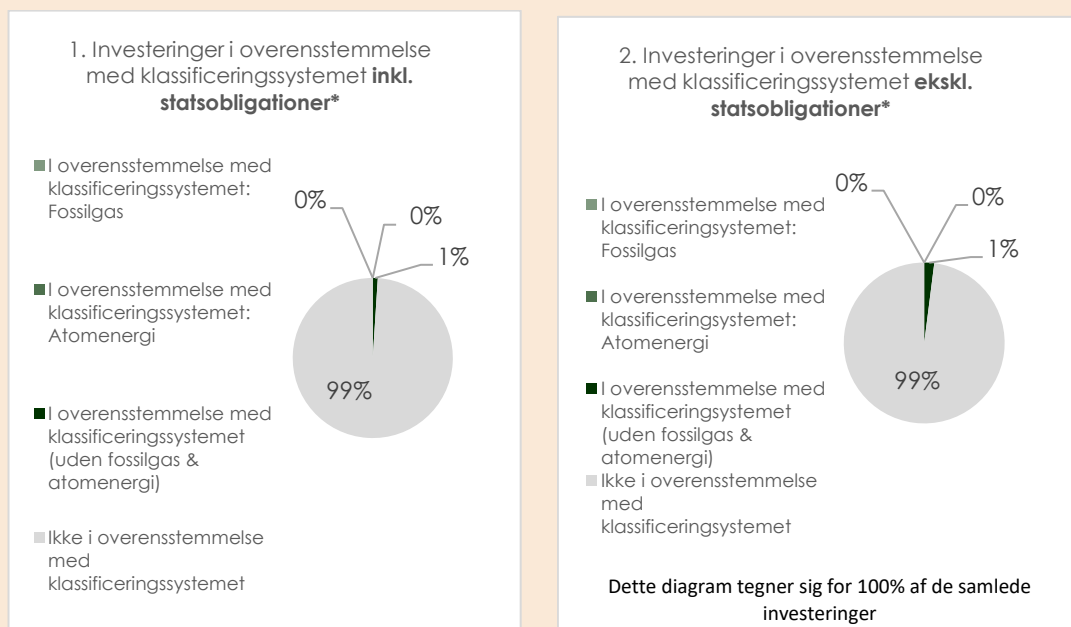 1. Investeringer i overensstemmelse
med klassificeringssystemet inkl.
statsobligationer*
I overensstemmelse med
klassificeringssystemet:
Fossilgas
I overensstemmelse med
klassificeringssystemet:
Atomenergi
I overensstemmelse med
klassificeringssystemet
(uden fossilgas &
atomenergi)
Ikke i overensstemmelse
med
klassificeringsystemet
0%
0%
1%
99%
2. Investeringer i overensstemmelse
med klassificeringssystemet ekskl.
statsobligationer*
I overensstemmelse med
klassificeringsystemet:
Fossilgas
I overensstemmelse med
klassificeringssystemet:
Atomenergi
I overensstemmelse med
klassificeringssystemet
(uden fossilgas &
atomenergi)
Ikke i overensstemmelse
med
klassificeringsystemet
0%
0%
1%
99%
Dette diagram tegner sig for 100% af de samlede
investeringer